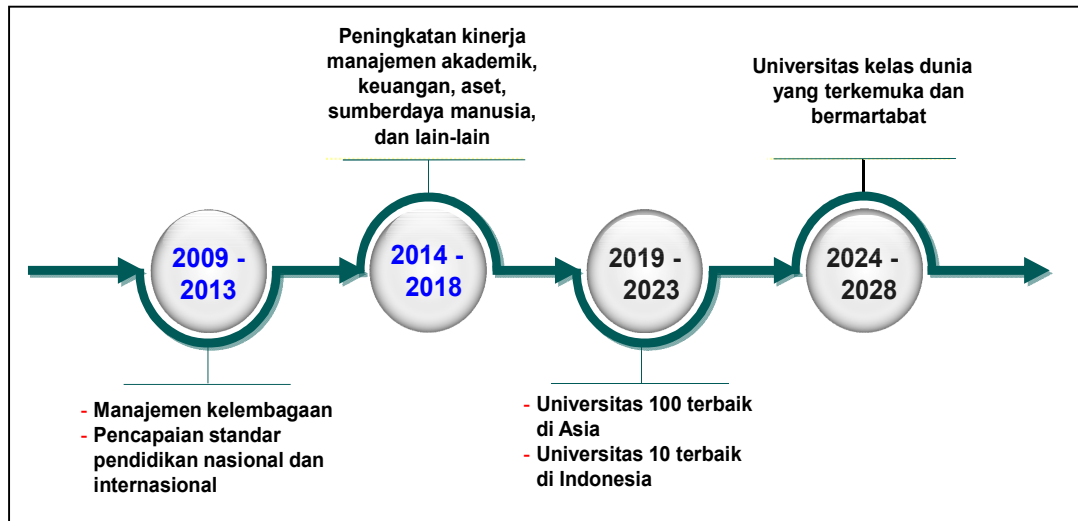 Peningkatan kinerja
manajemen akademik,
keuangan, aset,
sumberdaya manusia,
dan lain-lain
Universitas kelas dunia
yang terkemuka dan
bermartabat
2009 -
2013
2014 -
2018
2019 -
2023
2024 -
2028
- Manajemen kelembagaan
- Pencapaian standar
pendidikan nasional dan
internasional
- Universitas 100 terbaik
di Asia
- Universitas 10 terbaik
di Indonesia